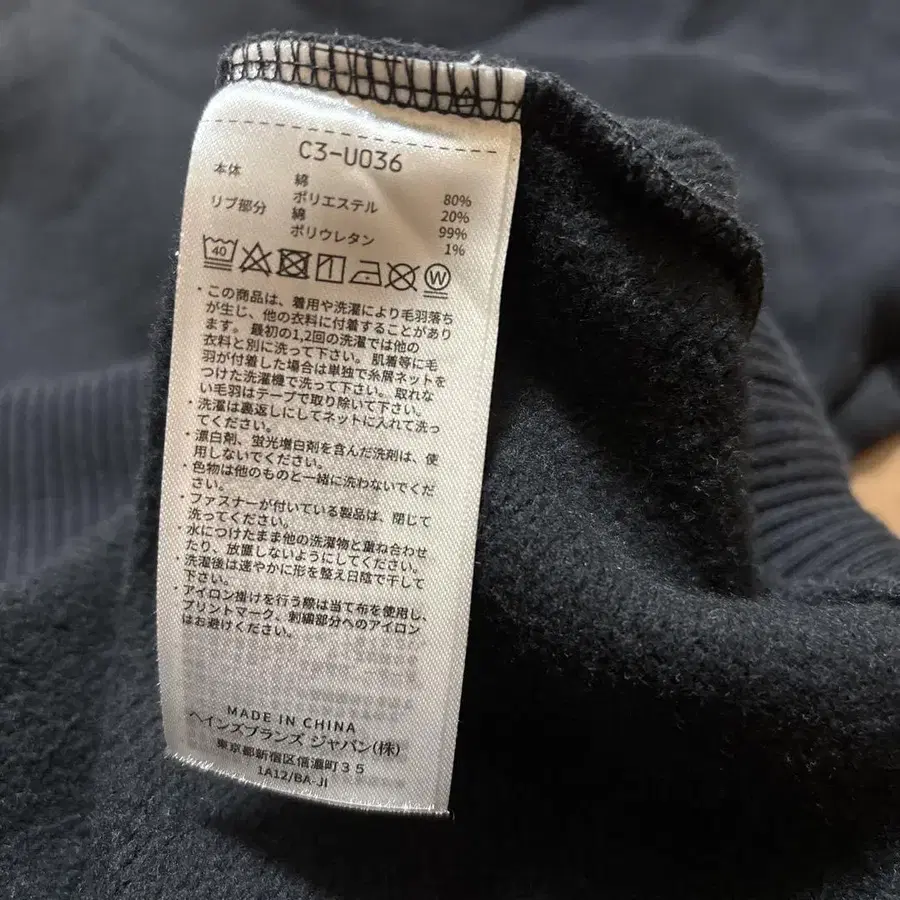 C3-U036
本体 綿 80%
ポリエステル 20%
リブ部分 綿 99%
ポリウレタン 1%
40 W
・この商品は、着用や洗濯により毛羽落ち
が生じ、他の衣料に付着することがあり
ます。最初の1,2回の洗濯では他の
衣料と別に洗って下さい。肌着等に毛
羽が付着した場合は単独で糸屑ネットを
つけた洗濯機で洗って下さい。取れな
い毛羽はテープで取り除いて下さい。
・洗濯は裏返しにしてネットに入れて洗っ
てください。
・漂白剤、蛍光増白剤を含んだ洗剤は、使
用しないでください。
・色物は他のものと一緒に洗わないでくだ
さい。
・ファスナーが付いている製品は、閉じて
洗ってください。
・水につけたまま他の洗濯物と重ね合わせ
たり、放置しないようにしてください。
・洗濯後は速やかに形を整え日陰で干して
下さい。
・アイロン掛けを行う際は当て布を使用し、
プリントマーク、刺繍部分へのアイロン
はお避けください。
MADE IN CHINA
ヘインズブランズ ジャパン(株)
東京都新宿区信濃町35
1A12/BA-JI